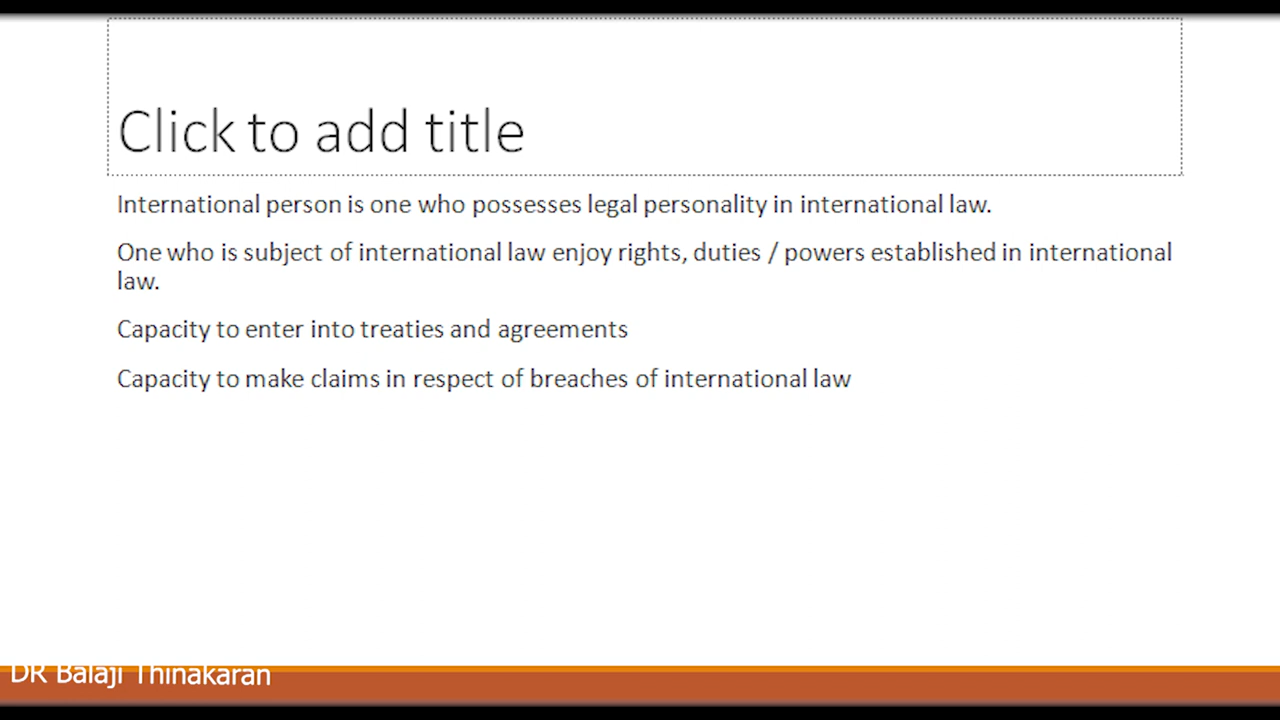 Click to add title
International person is one who possesses legal personality in international law.
One who is subject of international law enjoy rights, duties / powers established in international
law.
Capacity to enter into treaties and agreements
Capacity to make claims in respect of breaches of international law
DR Balaji Thinakaran